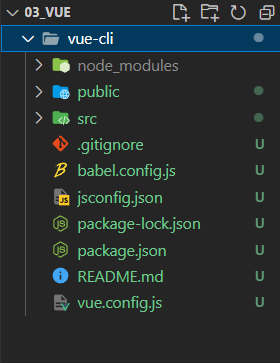 03_VUE
vue-cli
node_modules
public
src
.gitignore
babel.config.js U
jsconfig.json U
package-lock.json U
package.json U
README.md U
vue.config.js U